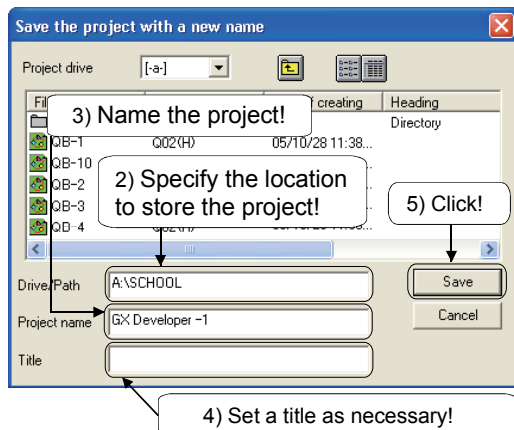 Save the project with a new name
Project drive [-a-]
Fil creating Heading
3) Name the project!
Directory
QB-1 Q02(H) 05/10/28 11:38...
QB-10
QB-2
QB-3
QB-4
2) Specify the location
to store the project!
5) Click!
Drive/Path A:\SCHOOL
Save
Project name GX Developer -1
Cancel
Title
4) Set a title as necessary!